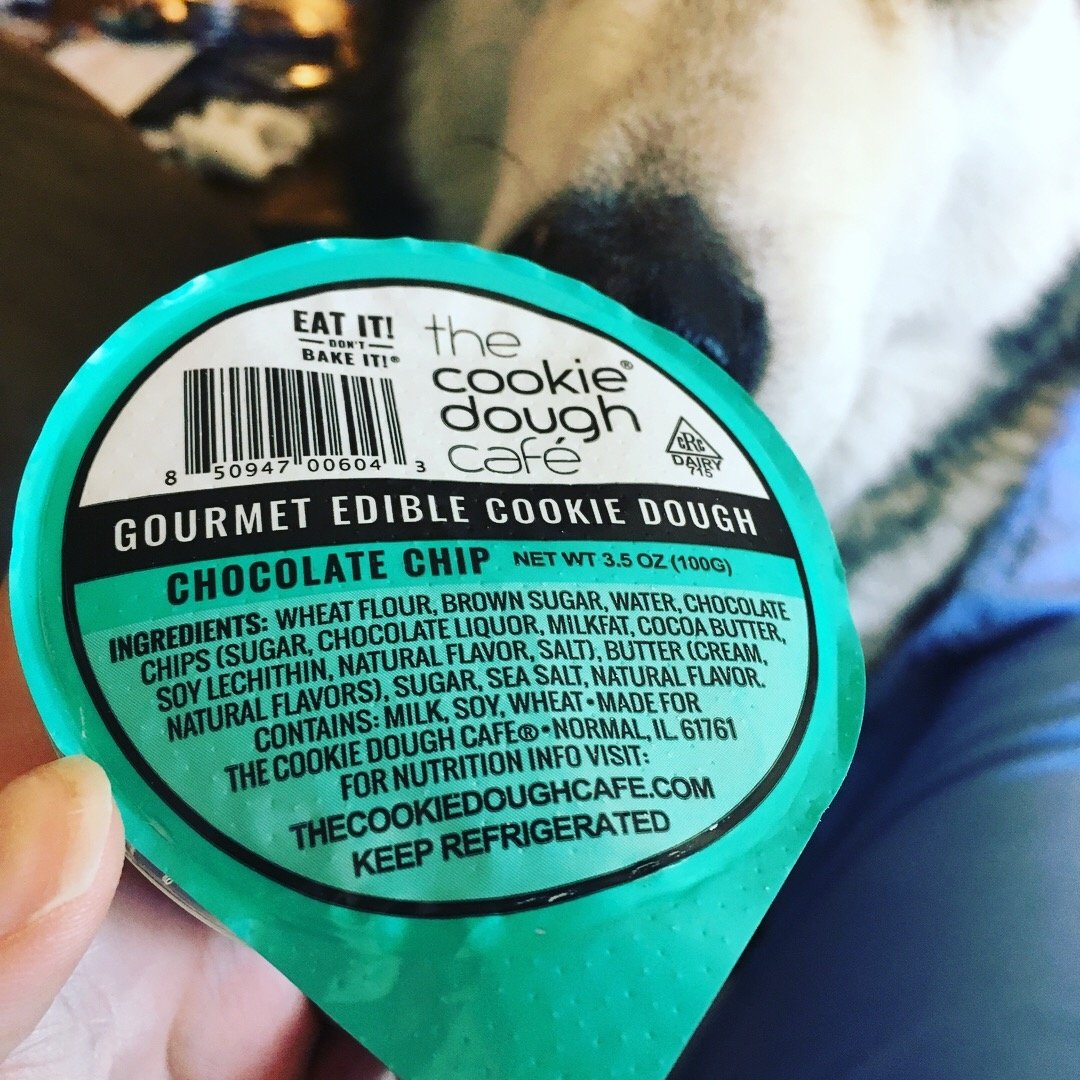 EAT IT!
DON'T
BAKE IT!®
the
cookie®
dough
café
8 50947 00604 3
CRC
DAIRY
715
GOURMET EDIBLE COOKIE DOUGH
CHOCOLATE CHIP NET WT 3.5 OZ (100G)
INGREDIENTS: WHEAT FLOUR, BROWN SUGAR, WATER, CHOCOLATE
CHIPS (SUGAR, CHOCOLATE LIQUOR, MILKFAT, COCOA BUTTER,
SOY LECHITHIN, NATURAL FLAVOR, SALT), BUTTER (CREAM,
NATURAL FLAVORS), SUGAR, SEA SALT, NATURAL FLAVOR.
CONTAINS: MILK, SOY, WHEAT • MADE FOR
THE COOKIE DOUGH CAFE® • NORMAL, IL 61761
FOR NUTRITION INFO VISIT:
THECOOKIEDOUGHCAFE.COM
KEEP REFRIGERATED